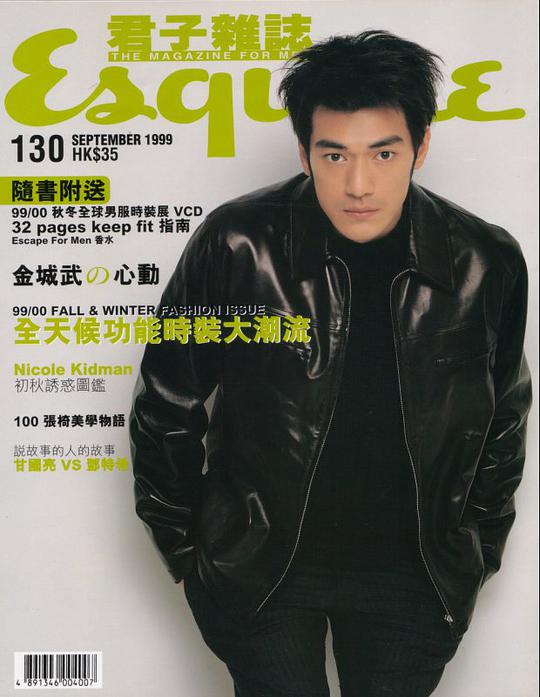 君子雜誌
THE MAGAZINE FOR ME
Esquire
130 SEPTEMBER 1999
HK$35
隨書附送
99/00 秋冬全球男服時裝展 VCD
32 pages keep fit 指南
Escape For Men 香水
金城武の心動
99/00 FALL & WINTER FASHION ISSUE
全天候功能時裝大潮流
Nicole Kidman
初秋誘惑圖鑑
100 張椅美學物語
説故事的人的故事
甘國亮 VS 鄧特希
4 891346 004007